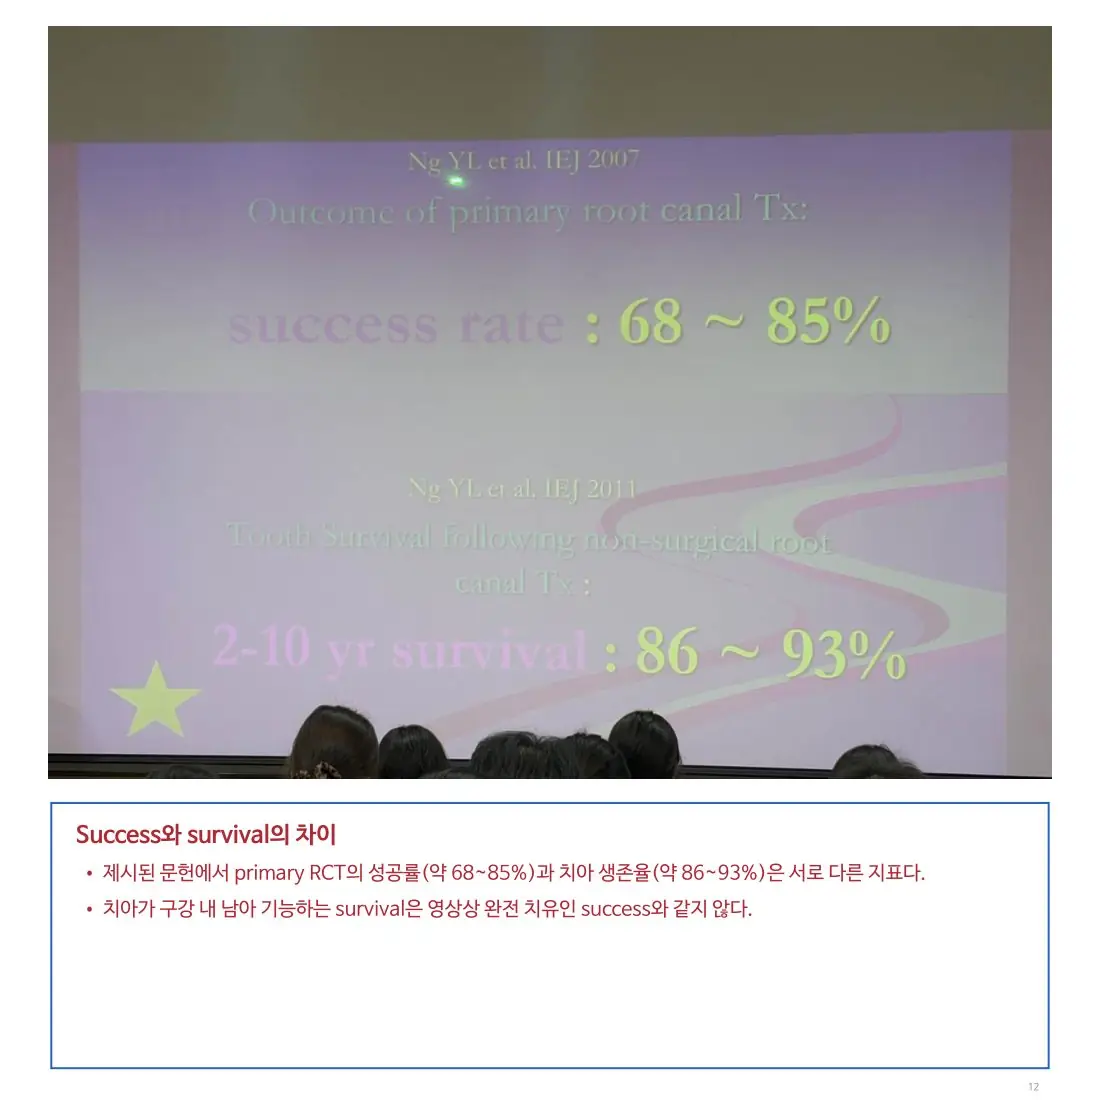 Ng YL et al. IEJ 2007
Outcome of primary root canal Tx:
success rate : 68 ~ 85%
Ng YL et al. IEJ 2011
Tooth Survival following non-surgical root
canal Tx :
2-10 yr survival : 86 ~ 93%
Success와 survival의 차이
• 제시된 문헌에서 primary RCT의 성공률(약 68~85%)과 치아 생존율(약 86~93%)은 서로 다른 지표다.
• 치아가 구강 내 남아 기능하는 survival은 영상상 완전 치유인 success와 같지 않다.
12